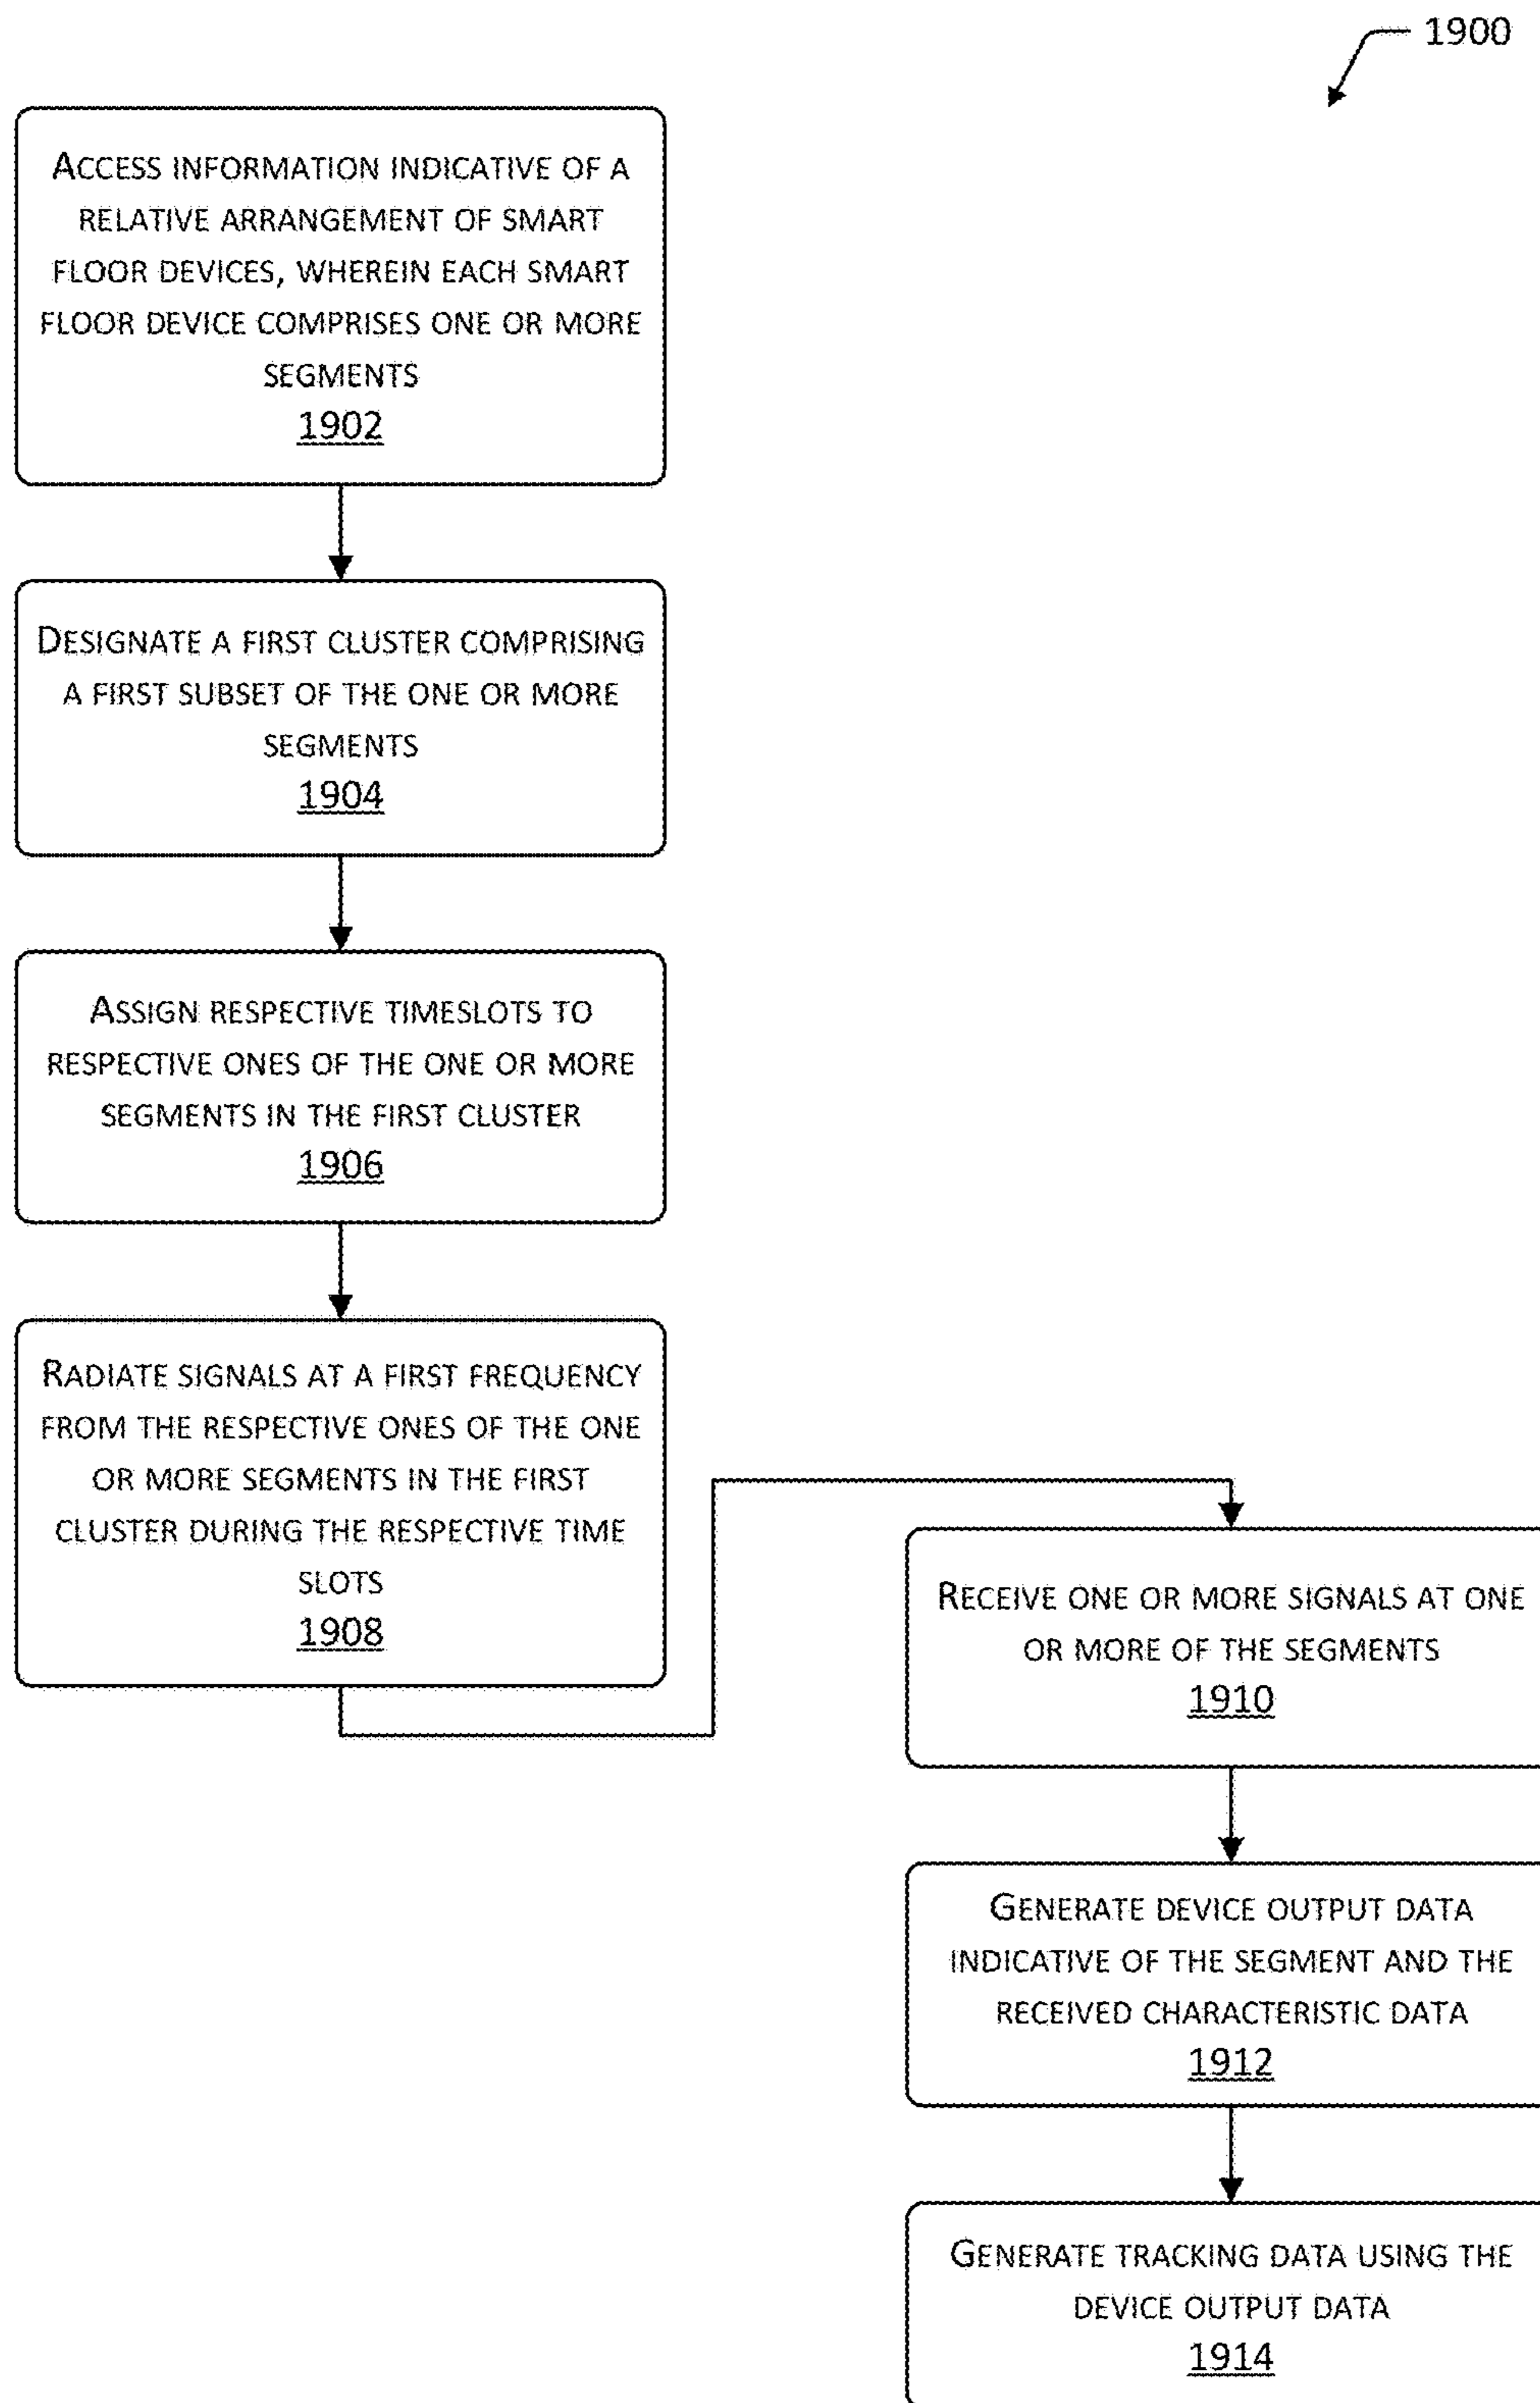 1900
ACCESS INFORMATION INDICATIVE OF A
RELATIVE ARRANGEMENT OF SMART
FLOOR DEVICES, WHEREIN EACH SMART
FLOOR DEVICE COMPRISES ONE OR MORE
SEGMENTS
1902
DESIGNATE A FIRST CLUSTER COMPRISING
A FIRST SUBSET OF THE ONE OR MORE
SEGMENTS
1904
ASSIGN RESPECTIVE TIMESLOTS TO
RESPECTIVE ONES OF THE ONE OR MORE
SEGMENTS IN THE FIRST CLUSTER
1906
RADIATE SIGNALS AT A FIRST FREQUENCY
FROM THE RESPECTIVE ONES OF THE ONE
OR MORE SEGMENTS IN THE FIRST
CLUSTER DURING THE RESPECTIVE TIME
SLOTS
1908
RECEIVE ONE OR MORE SIGNALS AT ONE
OR MORE OF THE SEGMENTS
1910
GENERATE DEVICE OUTPUT DATA
INDICATIVE OF THE SEGMENT AND THE
RECEIVED CHARACTERISTIC DATA
1912
GENERATE TRACKING DATA USING THE
DEVICE OUTPUT DATA
1914